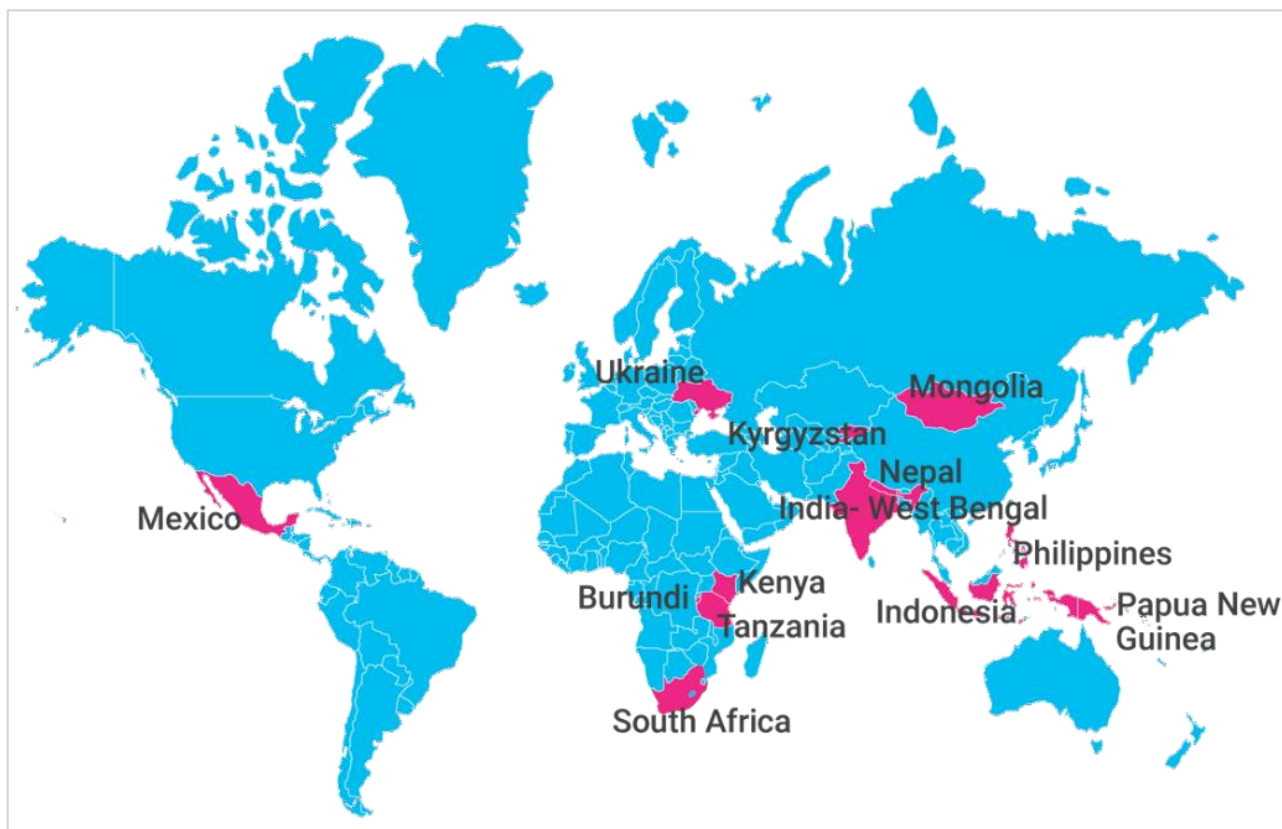 Ukraine
Mongolia
Kyrgyzstan
Nepal
India- West Bengal
Mexico
Philippines
Kenya
Burundi
Indonesia
Papua New
Guinea
Tanzania
South Africa